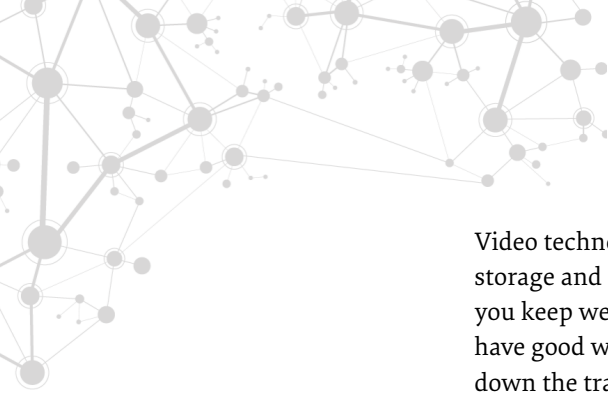 Video
storage and
you keep
have good
down the